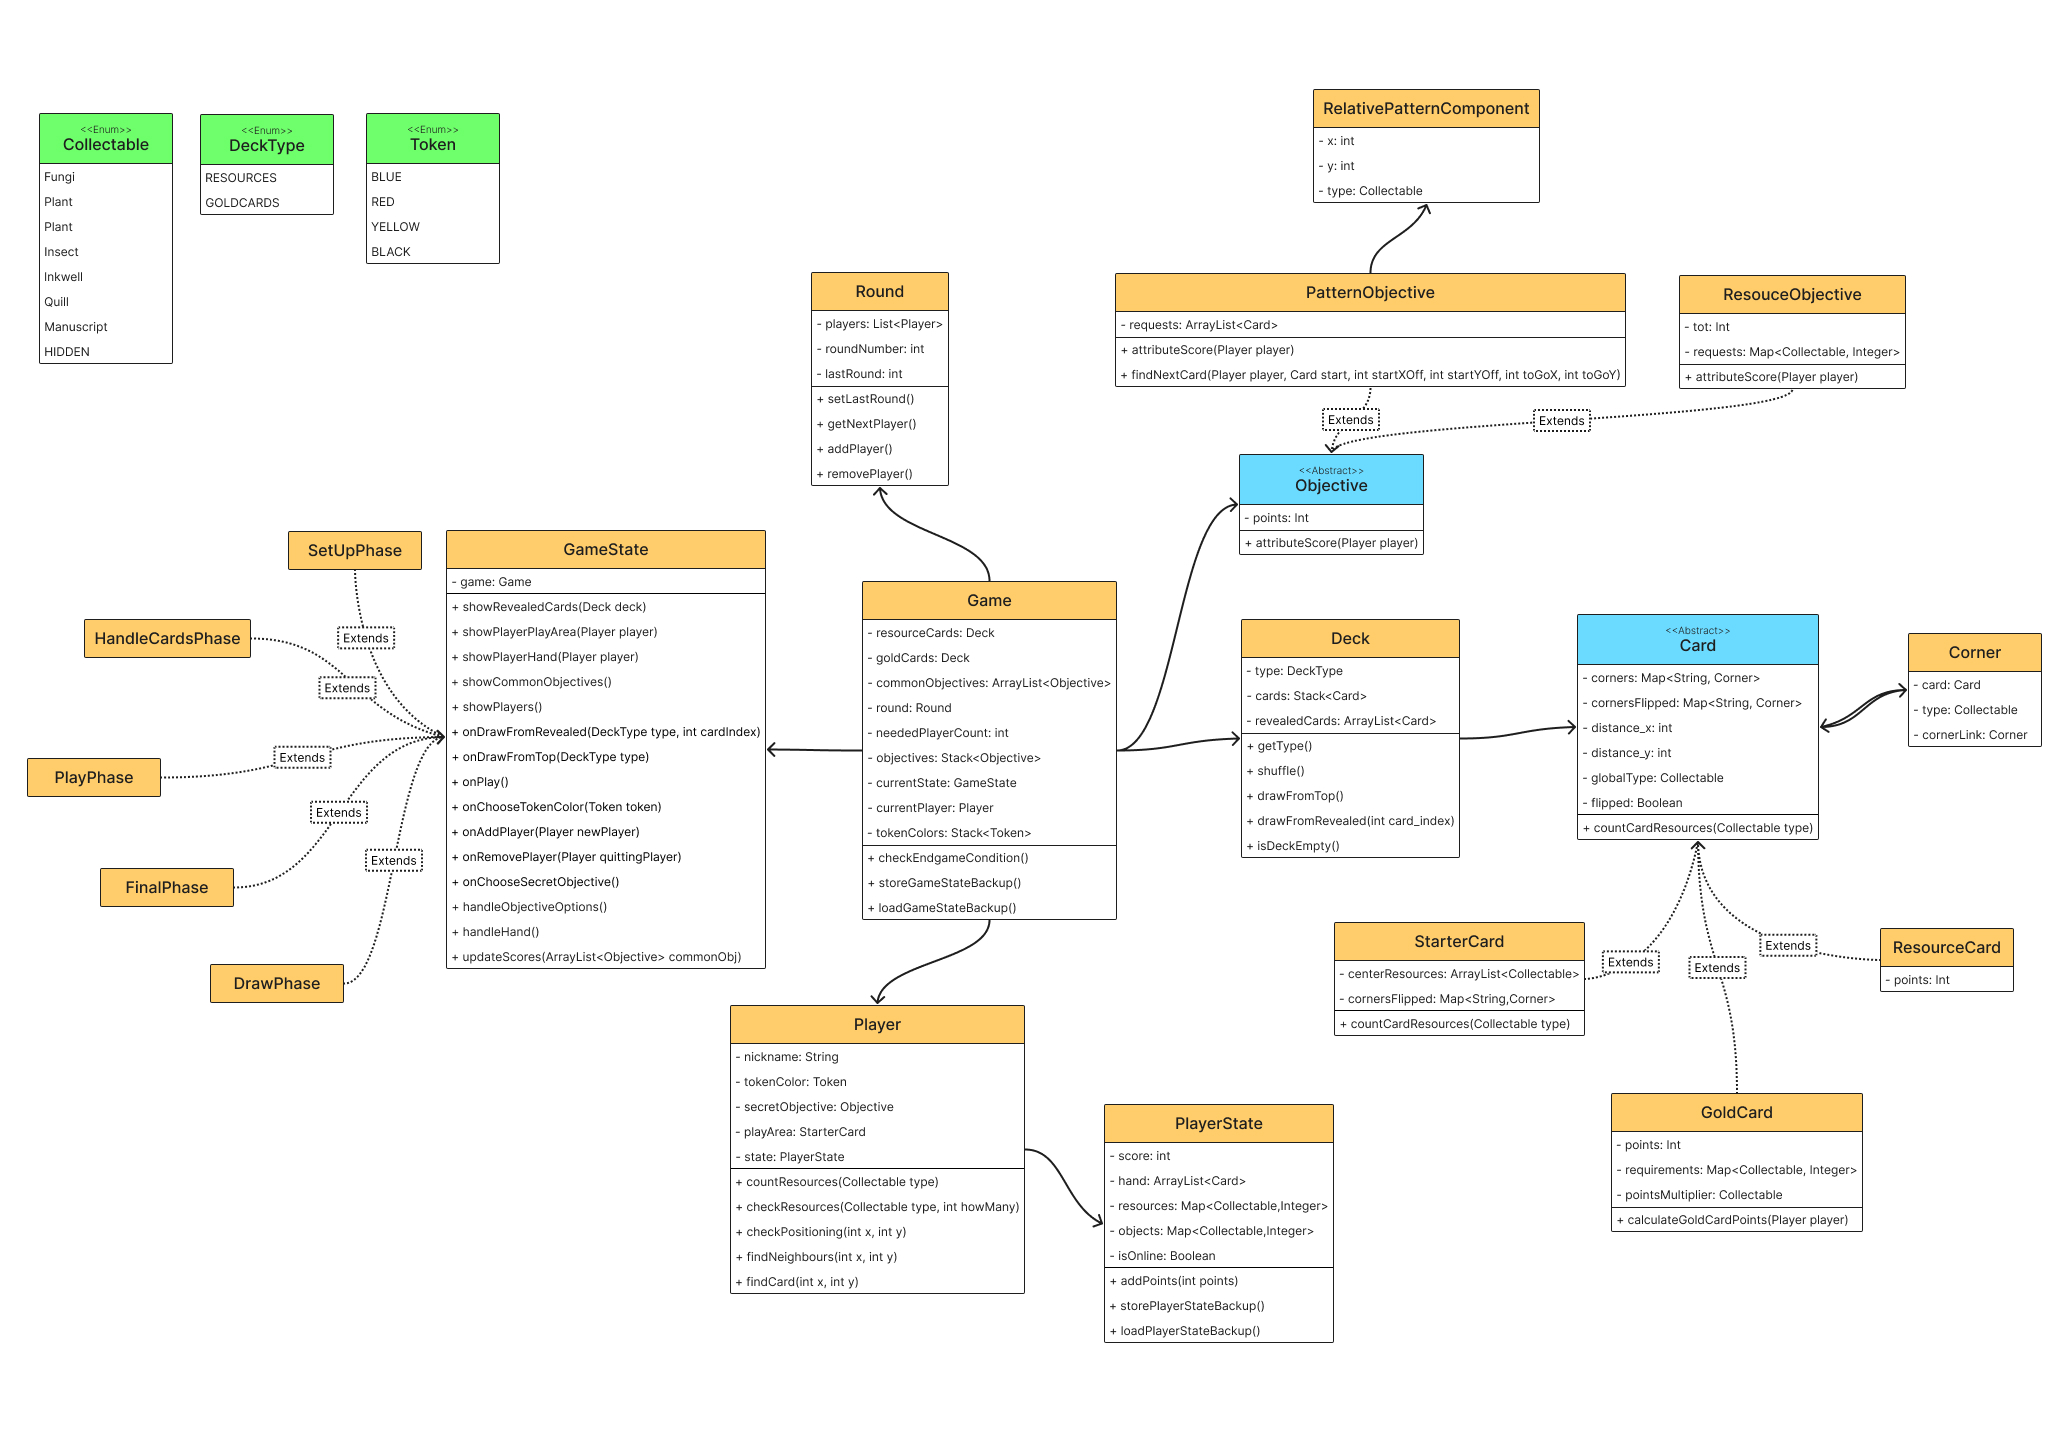 <<Enum>>
Collectable
Fungi
Plant
Plant
Insect
Inkwell
Quill
Manuscript
HIDDEN
<<Enum>>
DeckType
RESOURCES
GOLDCARDS
<<Enum>>
Token
BLUE
RED
YELLOW
BLACK
RelativePatternComponent
- x: int
- y: int
- type: Collectable
Round
- players: List<Player>
- roundNumber: int
- lastRound: int
+ setLastRound()
+ getNextPlayer()
+ addPlayer()
+ removePlayer()
PatternObjective
- requests: ArrayList<Card>
+ attributeScore(Player player)
+ findNextCard(Player player, Card start, int startXOff, int startYOff, int toGoX, int toGoY)
ResouceObjective
- tot: Int
- requests: Map<Collectable, Integer>
+ attributeScore(Player player)
Extends
Extends
<<Abstract>>
Objective
- points: Int
+ attributeScore(Player player)
SetUpPhase
HandleCardsPhase
PlayPhase
FinalPhase
DrawPhase
Extends
Extends
Extends
Extends
Extends
GameState
- game: Game
+ showRevealedCards(Deck deck)
+ showPlayerPlayArea(Player player)
+ showPlayerHand(Player player)
+ showCommonObjectives()
+ showPlayers()
+ onDrawFromRevealed(DeckType type, int cardIndex)
+ onDrawFromTop(DeckType type)
+ onPlay()
+ onChooseTokenColor(Token token)
+ onAddPlayer(Player newPlayer)
+ onRemovePlayer(Player quittingPlayer)
+ onChooseSecretObjective()
+ handleObjectiveOptions()
+ handleHand()
+ updateScores(ArrayList<Objective> commonObj)
Game
- resourceCards: Deck
- goldCards: Deck
- commonObjectives: ArrayList<Objective>
- round: Round
- neededPlayerCount: int
- objectives: Stack<Objective>
- currentState: GameState
- currentPlayer: Player
- tokenColors: Stack<Token>
+ checkEndgameCondition()
+ storeGameStateBackup()
+ loadGameStateBackup()
Deck
- type: DeckType
- cards: Stack<Card>
- revealedCards: ArrayList<Card>
+ getType()
+ shuffle()
+ drawFromTop()
+ drawFromRevealed(int card_index)
+ isDeckEmpty()
<<Abstract>>
Card
- corners: Map<String, Corner>
- cornersFlipped: Map<String, Corner>
- distance_x: int
- distance_y: int
- globalType: Collectable
- flipped: Boolean
+ countCardResources(Collectable type)
Corner
- card: Card
- type: Collectable
- cornerLink: Corner
StarterCard
- centerResources: ArrayList<Collectable>
- cornersFlipped: Map<String,Corner>
+ countCardResources(Collectable type)
Extends
Extends
Extends
ResourceCard
- points: Int
GoldCard
- points: Int
- requirements: Map<Collectable, Integer>
- pointsMultiplier: Collectable
+ calculateGoldCardPoints(Player player)
Player
- nickname: String
- tokenColor: Token
- secretObjective: Objective
- playArea: StarterCard
- state: PlayerState
+ countResources(Collectable type)
+ checkResources(Collectable type, int howMany)
+ checkPositioning(int x, int y)
+ findNeighbours(int x, int y)
+ findCard(int x, int y)
PlayerState
- score: int
- hand: ArrayList<Card>
- resources: Map<Collectable,Integer>
- objects: Map<Collectable,Integer>
- isOnline: Boolean
+ addPoints(int points)
+ storePlayerStateBackup()
+ loadPlayerStateBackup()